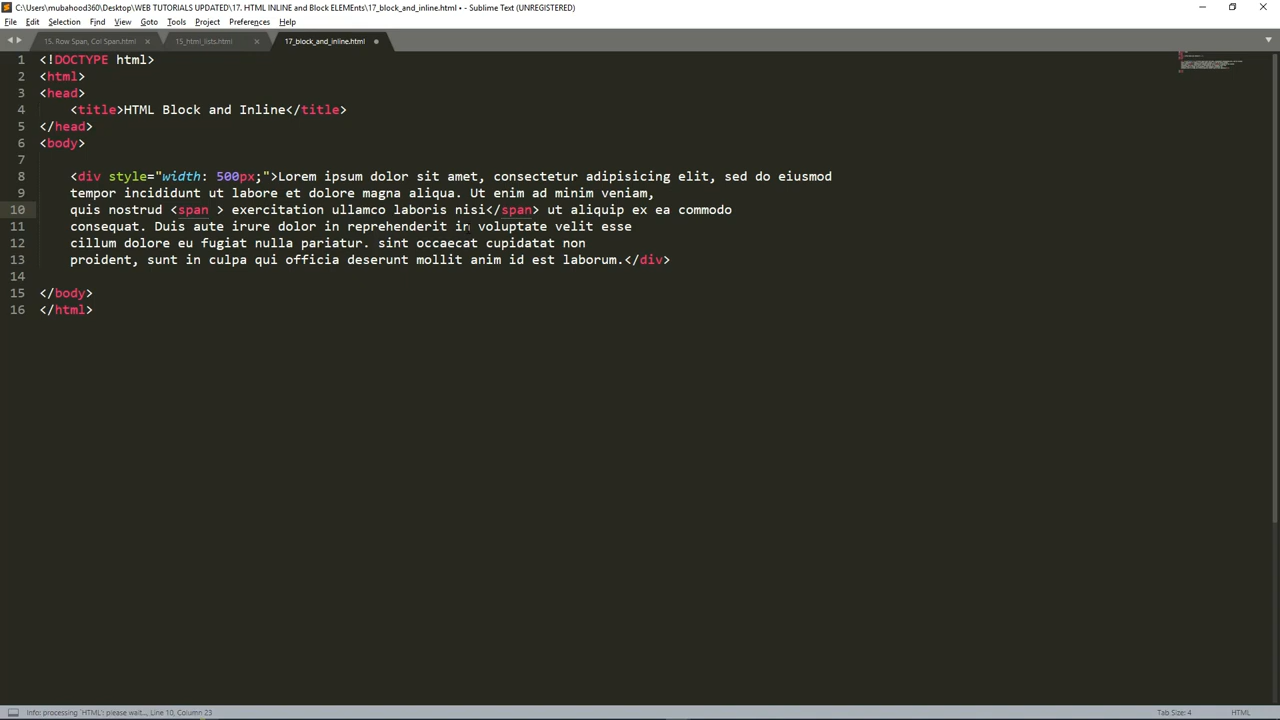 C:\Users\mubahood360\Desktop\WEB TUTORIALS UPDATED\17. HTML INLINE and Block ELEMEnts\17_block_and_inline.html • - Sublime Text (UNREGISTERED)
File Edit Selection Find View Goto Tools Project Preferences Help
15. Row Span, Col Span.html 15_html_lists.html 17_block_and_inline.html
1 <!DOCTYPE html>
2 <html>
3 <head>
4 <title>HTML Block and Inline</title>
5 </head>
6 <body>
7
8 <div style="width: 500px;">Lorem ipsum dolor sit amet, consectetur adipisicing elit, sed do eiusmod
9 tempor incididunt ut labore et dolore magna aliqua. Ut enim ad minim veniam,
10 quis nostrud <span > exercitation ullamco laboris nisi</span> ut aliquip ex ea commodo
11 consequat. Duis aute irure dolor in reprehenderit in voluptate velit esse
12 cillum dolore eu fugiat nulla pariatur. sint occaecat cupidatat non
13 proident, sunt in culpa qui officia deserunt mollit anim id est laborum.</div>
14
15 </body>
16 </html>
Info: processing `HTML': please wait..., Line 10, Column 23 Tab Size: 4 HTML